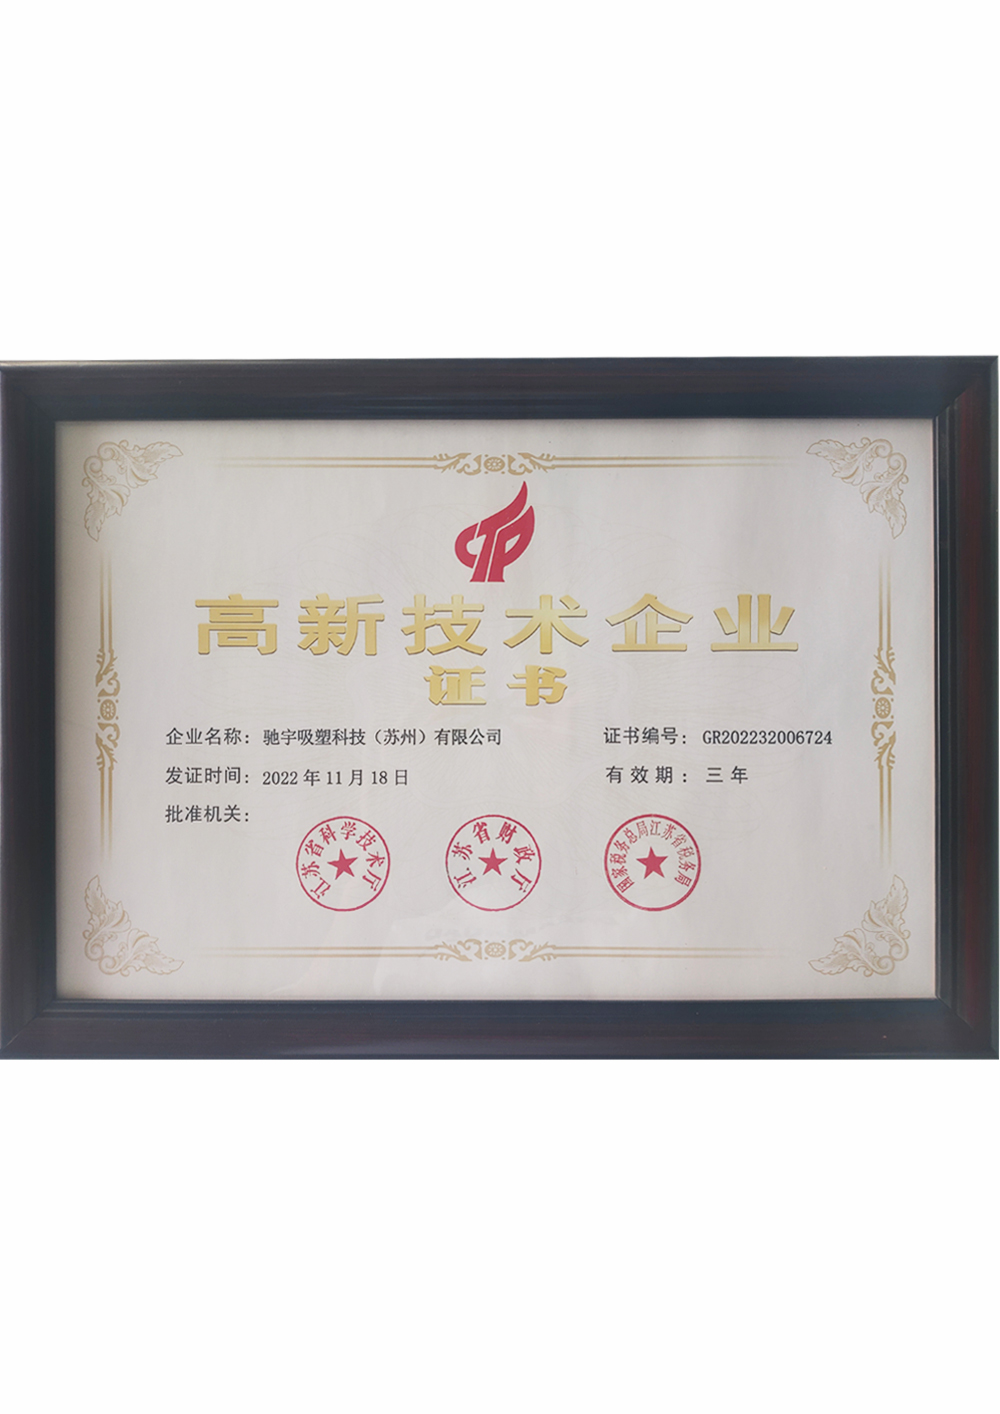 CTP
高新技术企业
证书
企业名称：驰宇吸塑科技（苏州）有限公司
证书编号：GR202232006724
发证时间：2022年11月18日
有效期：三年
批准机关：
江苏省科学技术厅
江苏省财政厅
国家税务总局江苏省税务局